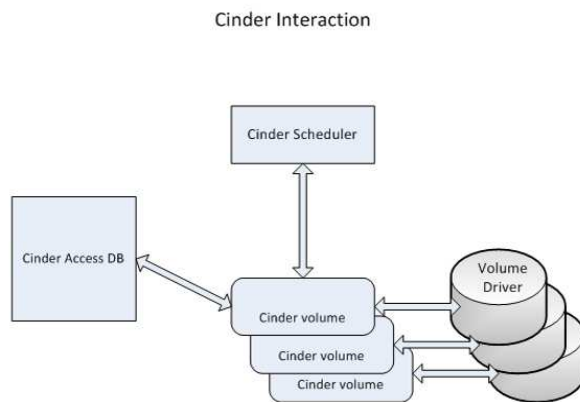 Cinder Interaction
Cinder Scheduler
Cinder Access DB
Volume
Driver
Cinder volume
Cinder volume
Cinder volume